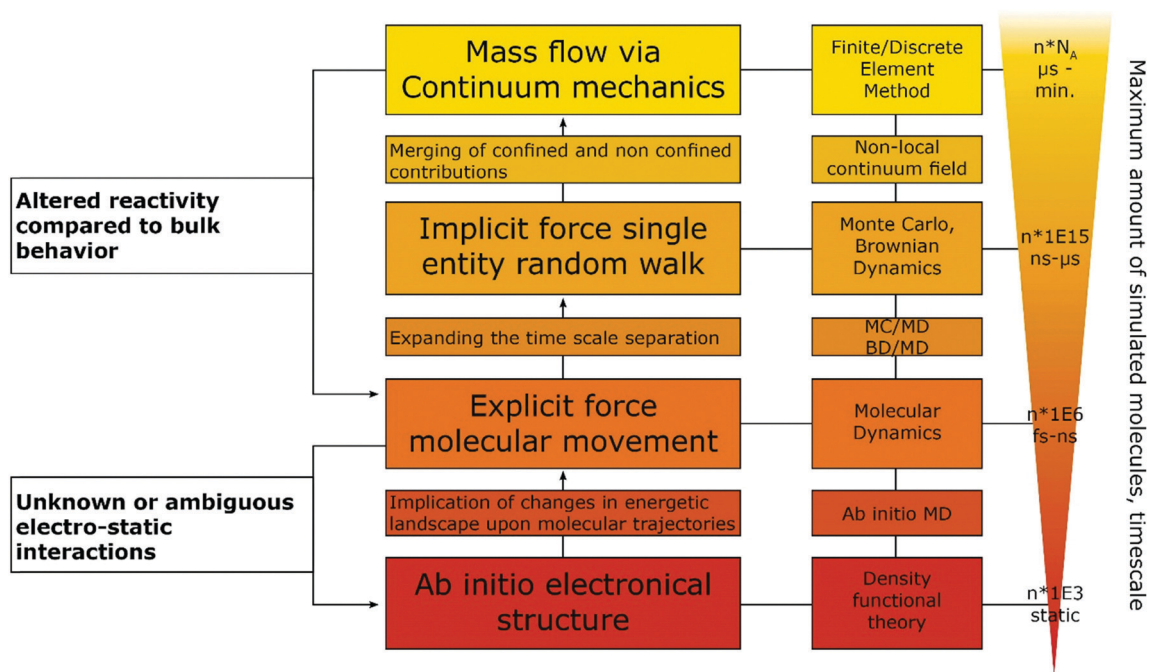 Mass flow via
Continuum mechanics
Finite/Discrete
Element
Method
n*N_A
µs -
min.
Merging of confined and non confined
contributions
Non-local
continuum field
Altered reactivity
compared to bulk
behavior
Implicit force single
entity random walk
Monte Carlo,
Brownian
Dynamics
n*1E15
ns-µs
Expanding the time scale separation
MC/MD
BD/MD
Explicit force
molecular movement
Molecular
Dynamics
n*1E6
fs-ns
Unknown or ambiguous
electro-static
interactions
Implication of changes in energetic
landscape upon molecular trajectories
Ab initio MD
Ab initio electronical
structure
Density
functional
theory
n*1E3
static
Maximum amount of simulated molecules, timescale